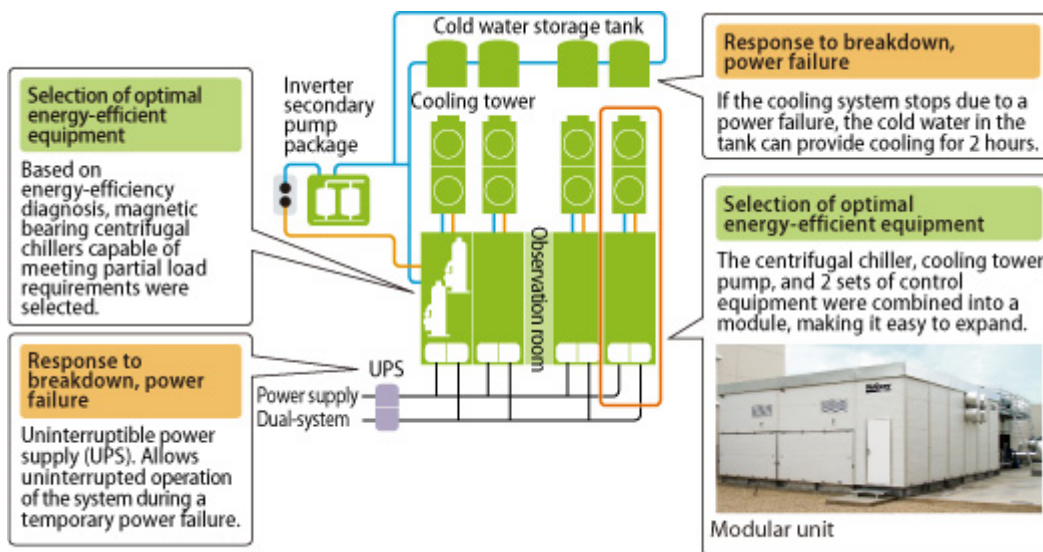 Cold water storage tank
Response to breakdown,
power failure
If the cooling system stops due to a
power failure, the cold water in the
tank can provide cooling for 2 hours.
Selection of optimal
energy-efficient
equipment
Based on
energy-efficiency
diagnosis, magnetic
bearing centrifugal
chillers capable of
meeting partial load
requirements were
selected.
Inverter
secondary
pump
package
Cooling tower
Observation room
Selection of optimal
energy-efficient equipment
The centrifugal chiller, cooling tower
pump, and 2 sets of control
equipment were combined into a
module, making it easy to expand.
Modular unit
Response to
breakdown, power
failure
Uninterruptible power
supply (UPS). Allows
uninterrupted operation
of the system during a
temporary power failure.
UPS
Power supply
Dual-system